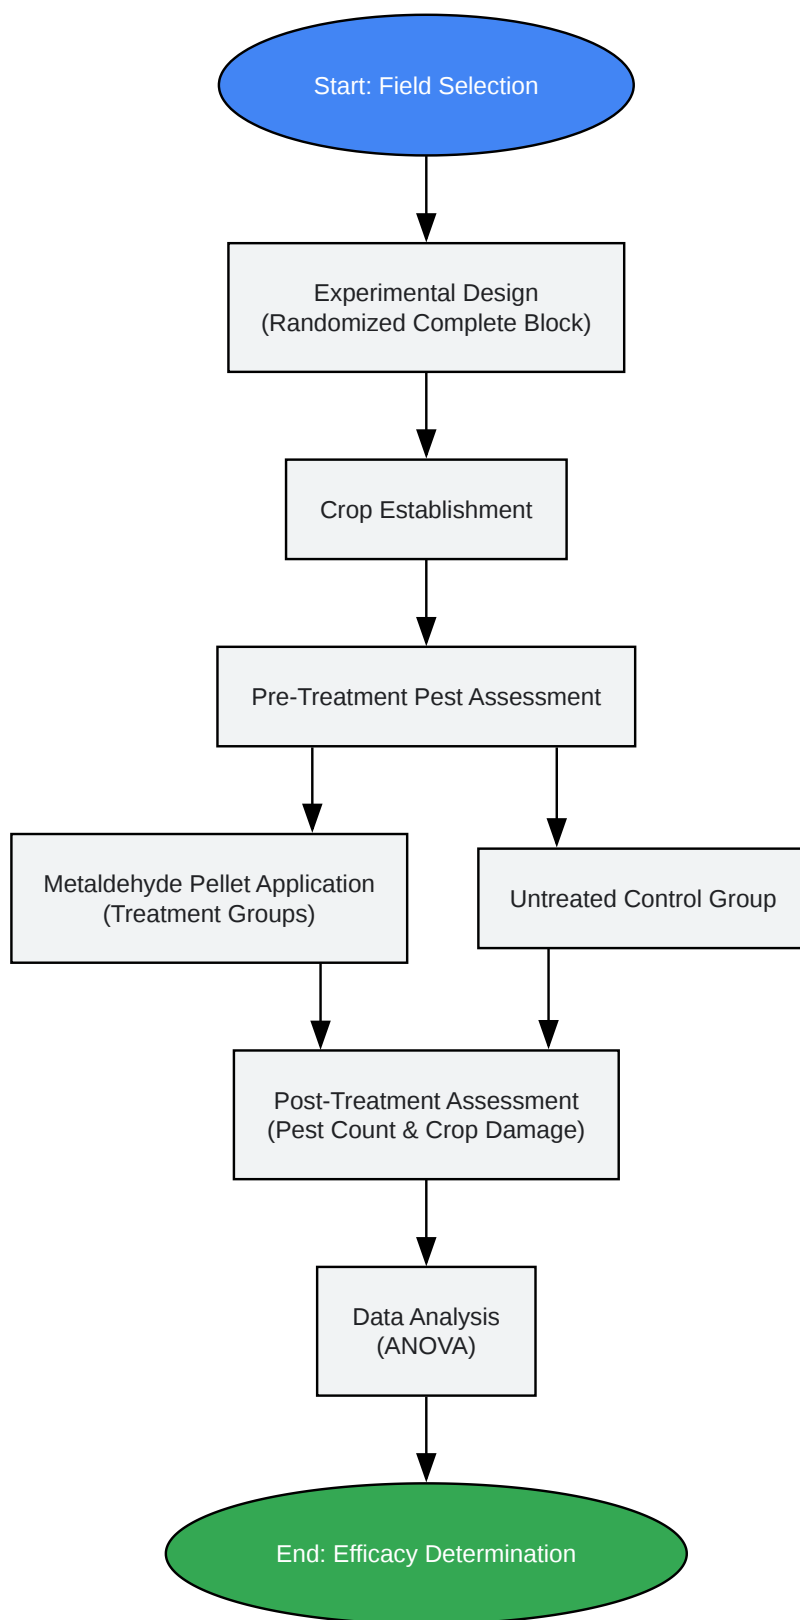 Start: Field Selection
Experimental Design
(Randomized Complete Block)
Crop Establishment
Pre-Treatment Pest Assessment
Metaldehyde Pellet Application
(Treatment Groups)
Untreated Control Group
Post-Treatment Assessment
(Pest Count & Crop Damage)
Data Analysis
(ANOVA)
End: Efficacy Determination